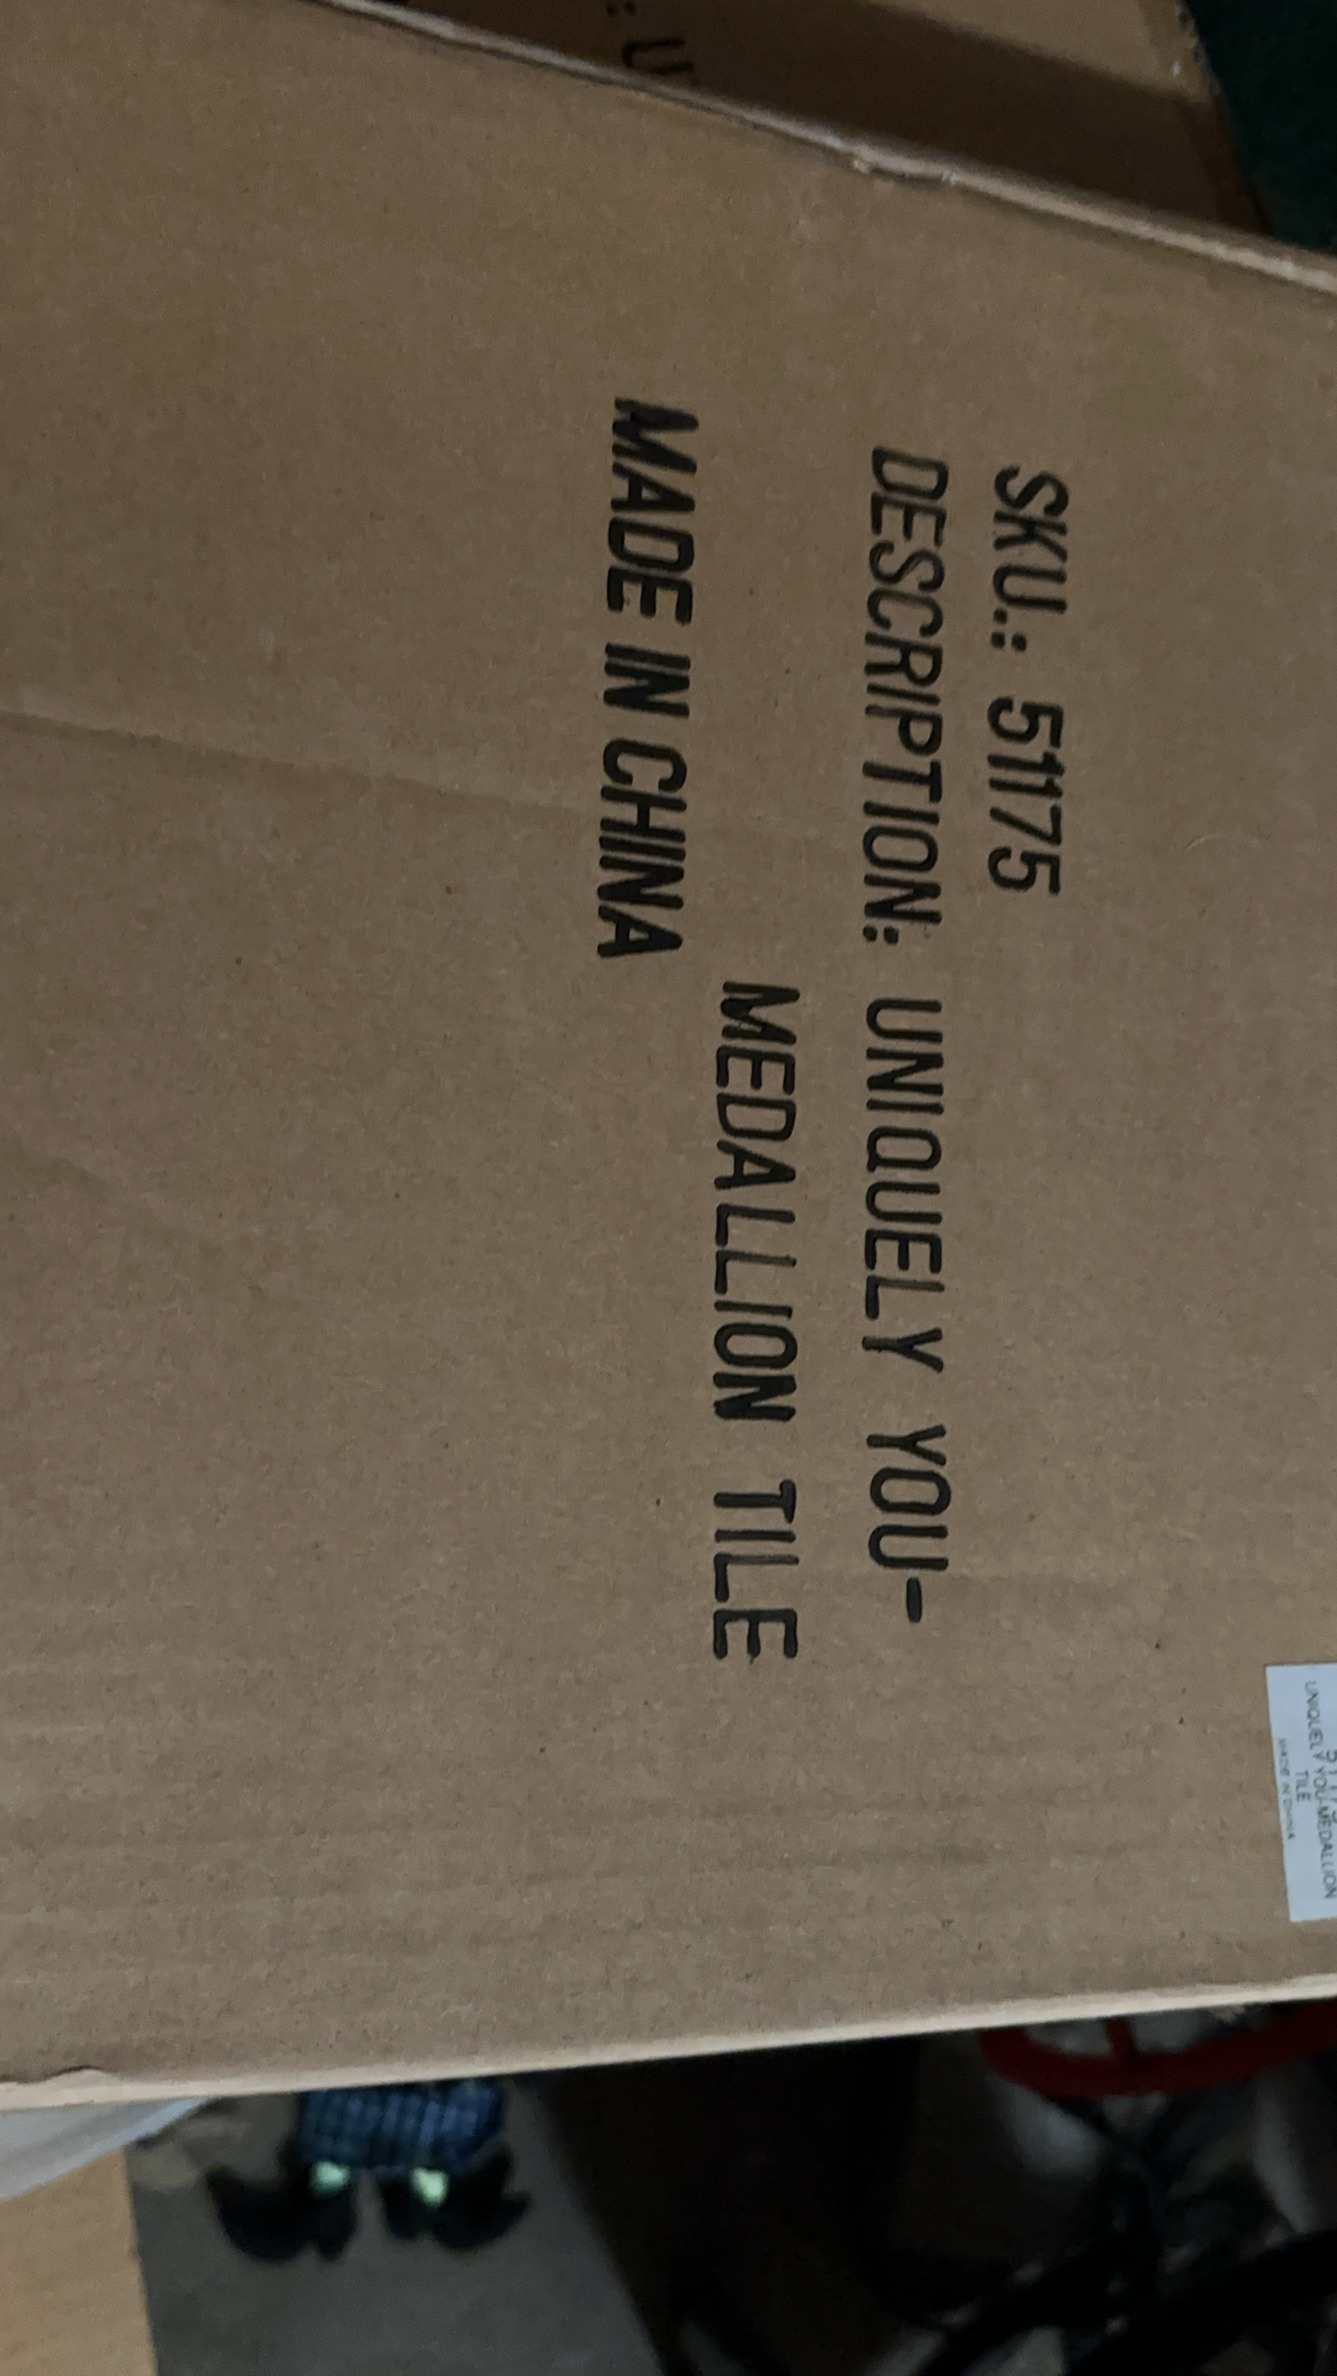 SKU.: 51175
DESCRIPTION: UNIQUELY YOU-
MEDALLION TILE
MADE IN CHINA
UNIQUELY YOU-MEDALLION
TILE
MADE IN CHINA